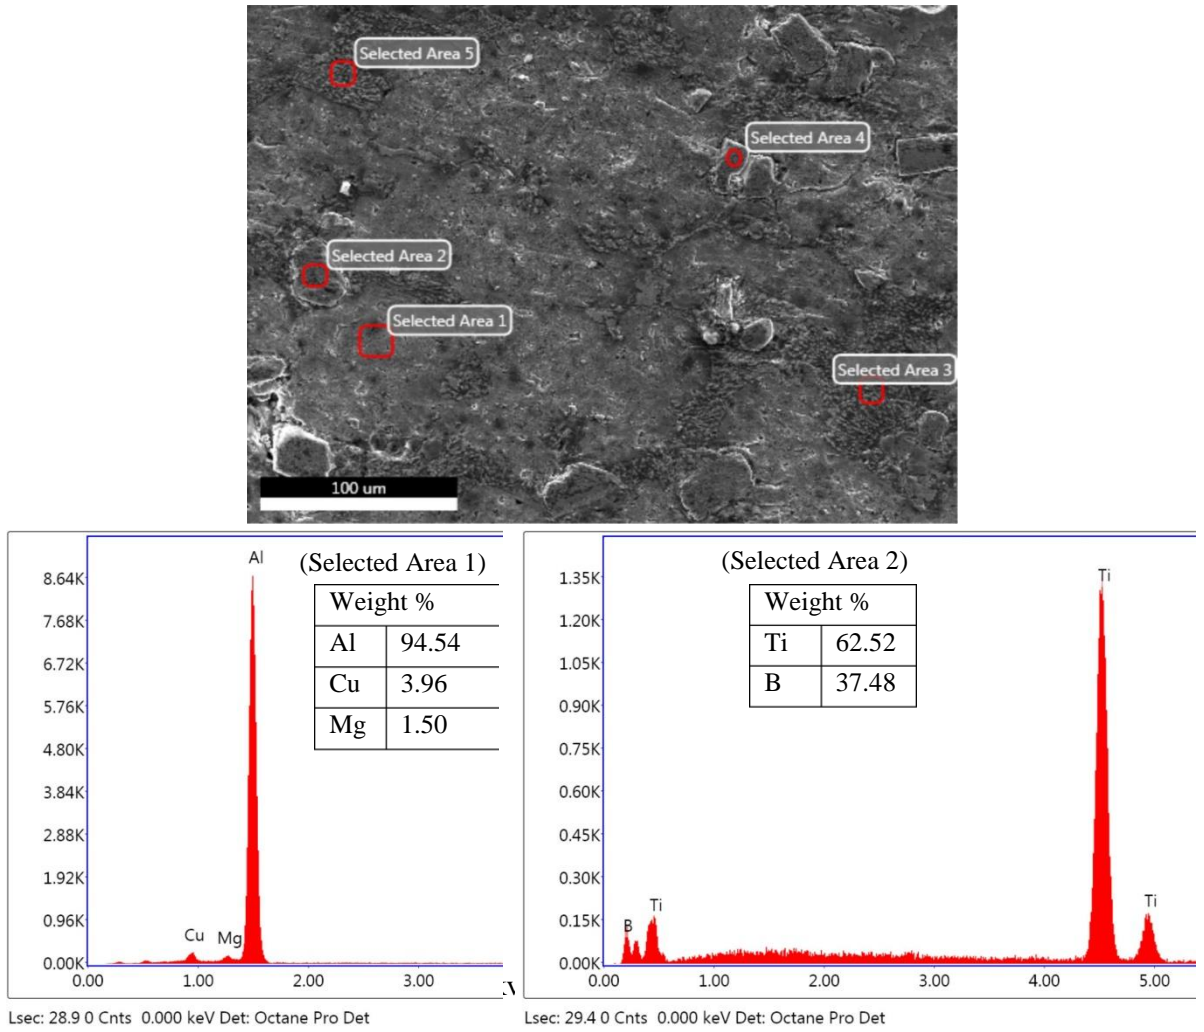 Selected Area 5
Selected Area 4
Selected Area 2
Selected Area 1
Selected Area 3
100 um
(Selected Area 1)
Weight %
Al 94.54
Cu 3.96
Mg 1.50
Al
8.64K
7.68K
6.72K
5.76K
4.80K
3.84K
2.88K
1.92K
0.96K
0.00K
Cu
Mg
0.00 1.00 2.00 3.00
Lsec: 28.9 0 Cnts 0.000 keV Det: Octane Pro Det
(Selected Area 2)
Weight %
Ti 62.52
B 37.48
Ti
1.35K
1.20K
1.05K
0.90K
0.75K
0.60K
0.45K
0.30K
0.15K
0.00K
B
Ti
Ti
0.00 1.00 2.00 3.00 4.00 5.00
Lsec: 29.4 0 Cnts 0.000 keV Det: Octane Pro Det